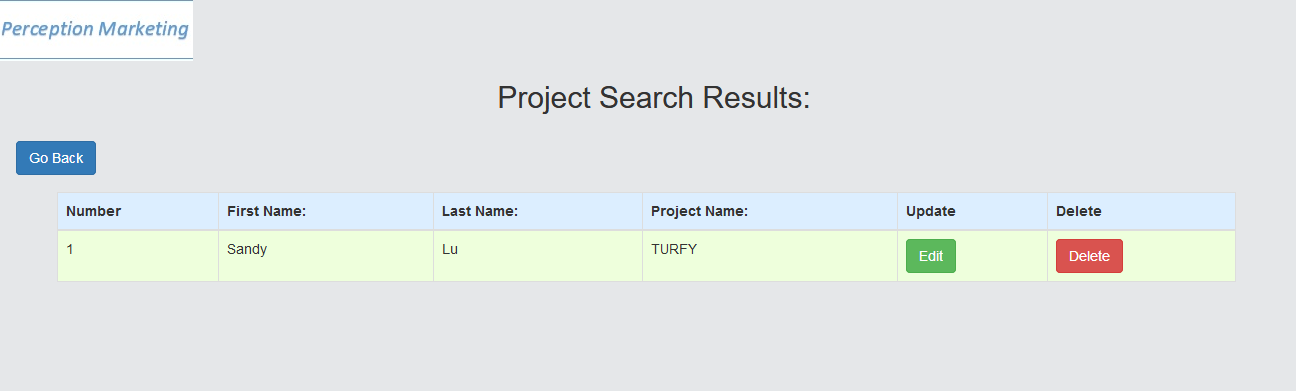 Perception Marketing
Project Search Results:
Go Back
Number First Name: Last Name: Project Name: Update Delete
1 Sandy Lu TURFY Edit Delete